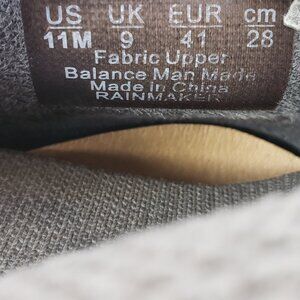 US UK EUR cm
11M 9 41 28
Fabric Upper
Balance Man Made
Made in China
RAINMAKER